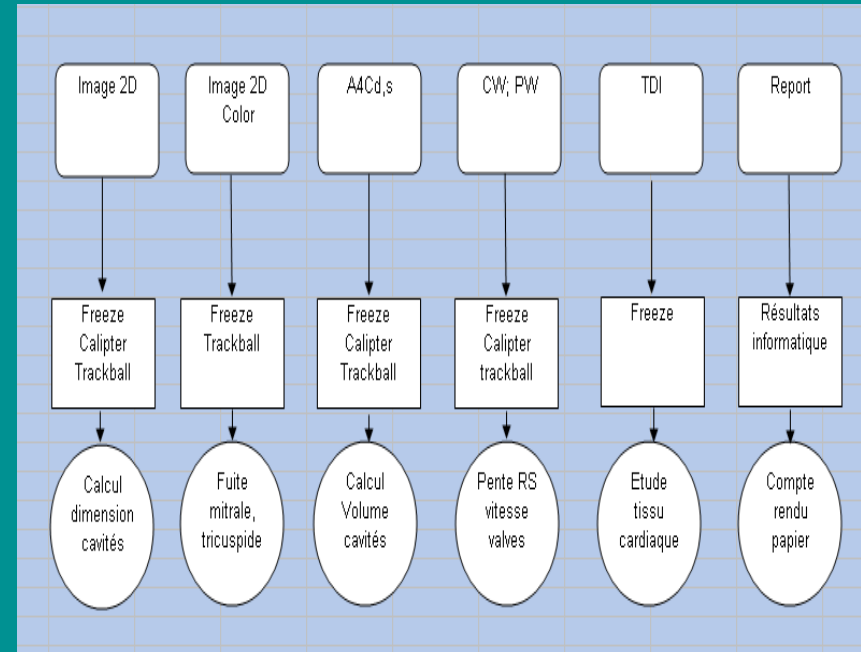 Image 2D
Image 2D
Color
A4Cd,s
CW; PW
TDI
Report
Freeze
Calipter
Trackball
Freeze
Trackball
Freeze
Calipter
Trackball
Freeze
Calipter
trackball
Freeze
Résultats
informatique
Calcul
dimension
cavités
Fuite
mitrale,
tricuspide
Calcul
Volume
cavités
Pente RS
vitesse
valves
Etude
tissu
cardiaque
Compte
rendu
papier